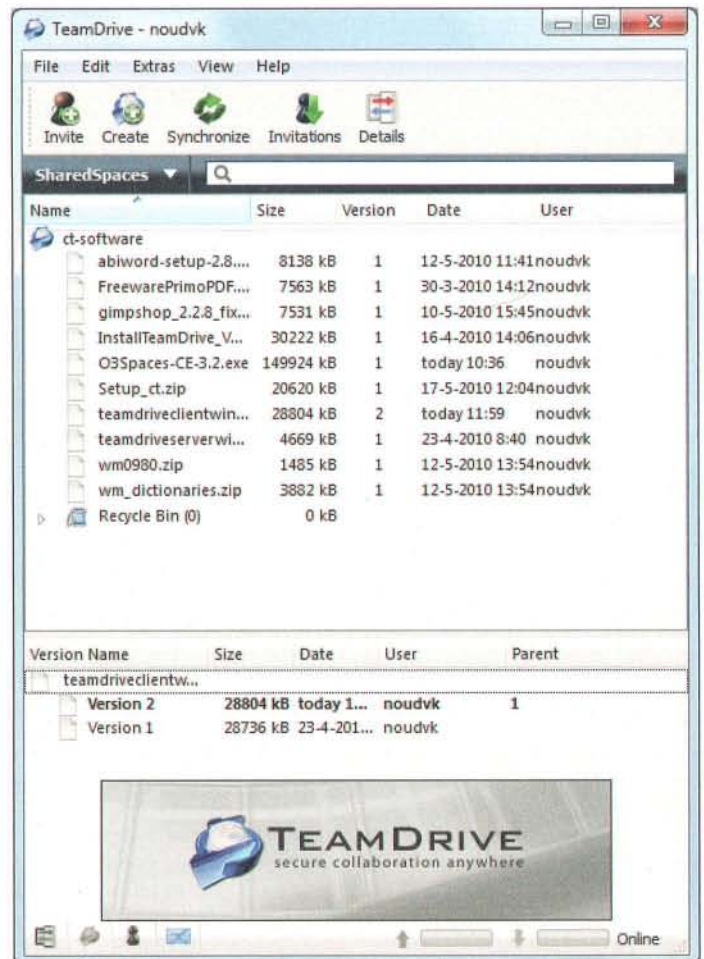 TeamDrive - noudvk
File Edit Extras View Help
Invite Create Synchronize Invitations Details
SharedSpaces
Name Size Version Date User
ct-software
abiword-setup-2.8.... 8138 kB 1 12-5-2010 11:41 noudvk
FreewarePrimoPDF.... 7563 kB 1 30-3-2010 14:12 noudvk
gimpshop_2.2.8_fix... 7531 kB 1 10-5-2010 15:45 noudvk
InstallTeamDrive_V... 30222 kB 1 16-4-2010 14:06 noudvk
O3Spaces-CE-3.2.exe 149924 kB 1 today 10:36 noudvk
Setup_ct.zip 20620 kB 1 17-5-2010 12:04 noudvk
teamdriveclientwin... 28804 kB 2 today 11:59 noudvk
teamdriveserverwi... 4669 kB 1 23-4-2010 8:40 noudvk
wm0980.zip 1485 kB 1 12-5-2010 13:54 noudvk
wm_dictionaries.zip 3882 kB 1 12-5-2010 13:54 noudvk
Recycle Bin (0) 0 kB
Version Name Size Date User Parent
teamdriveclientw...
Version 2 28804 kB today 1... noudvk 1
Version 1 28736 kB 23-4-201... noudvk
TEAMDRIVE
secure collaboration anywhere
Online